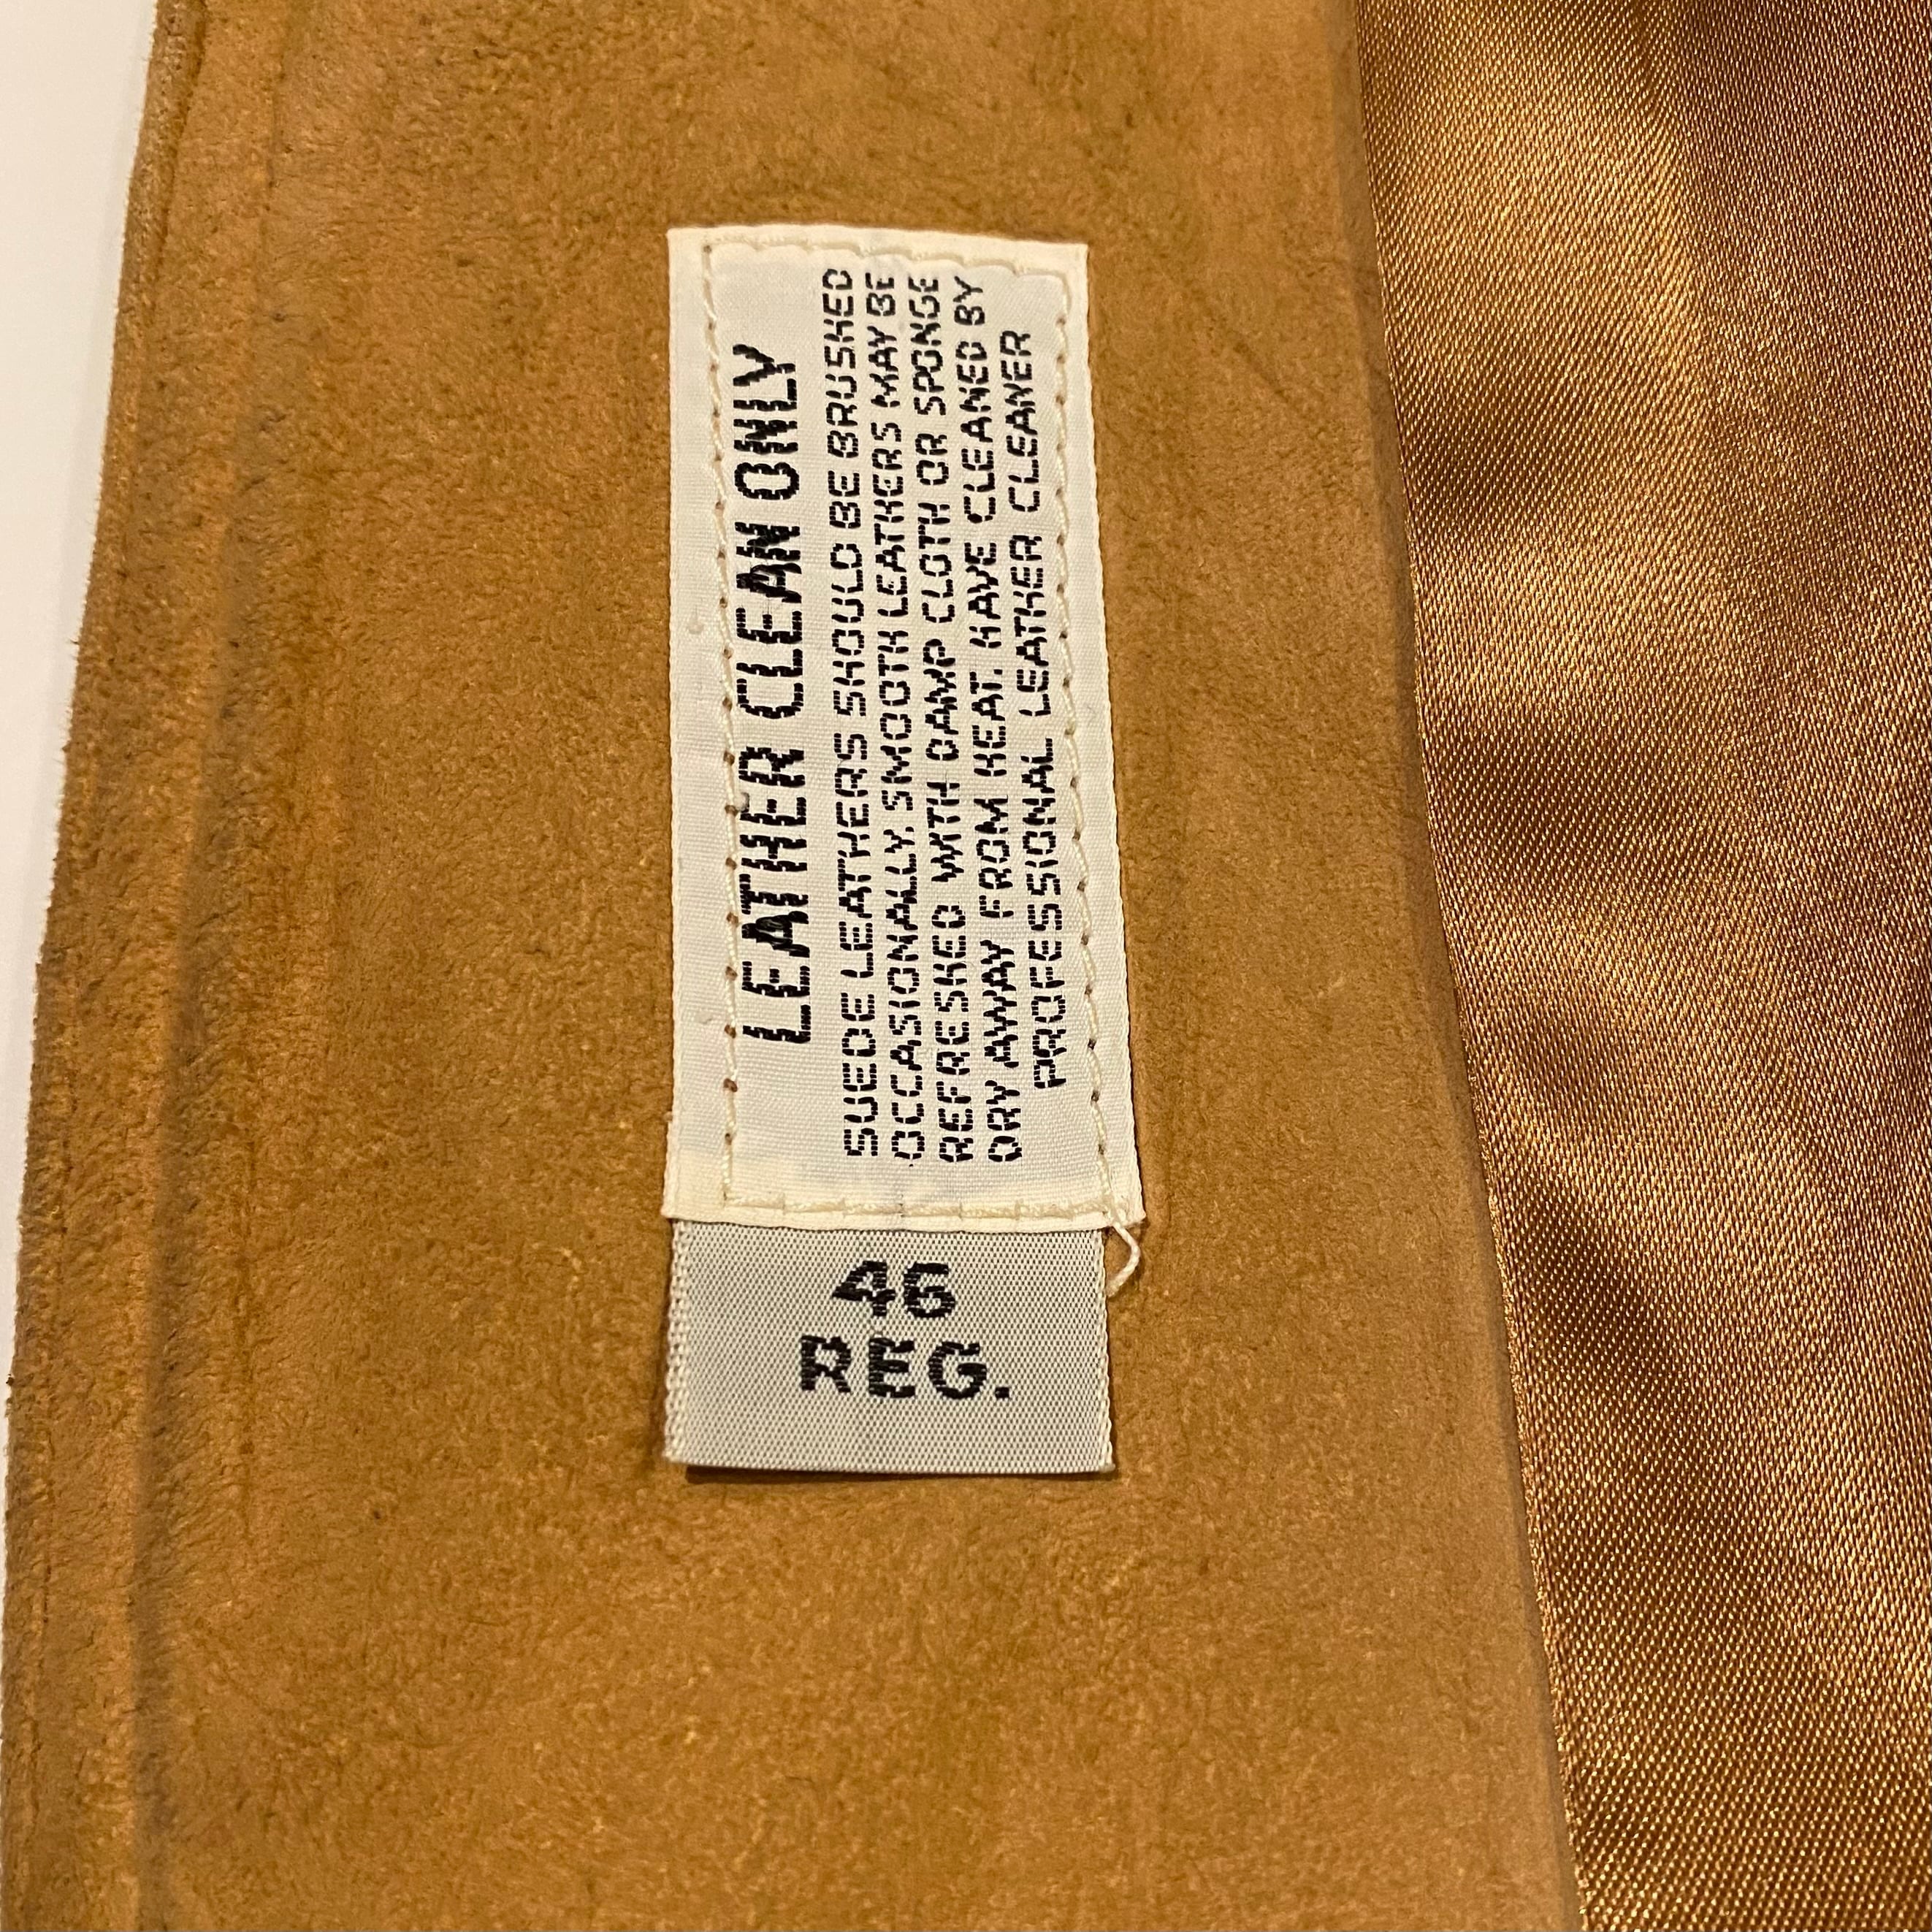 LEATHER CLEAN ONLY
SUEDE LEATHERS SHOULD BE BRUSHED
OCCASIONALLY. SMOOTH LEATHERS MAY BE
REFRESHED WITH DAMP CLOTH OR SPONGE
DRY AWAY FROM HEAT. HAVE CLEANED BY
PROFESSIONAL LEATHER CLEANER
46
REG.